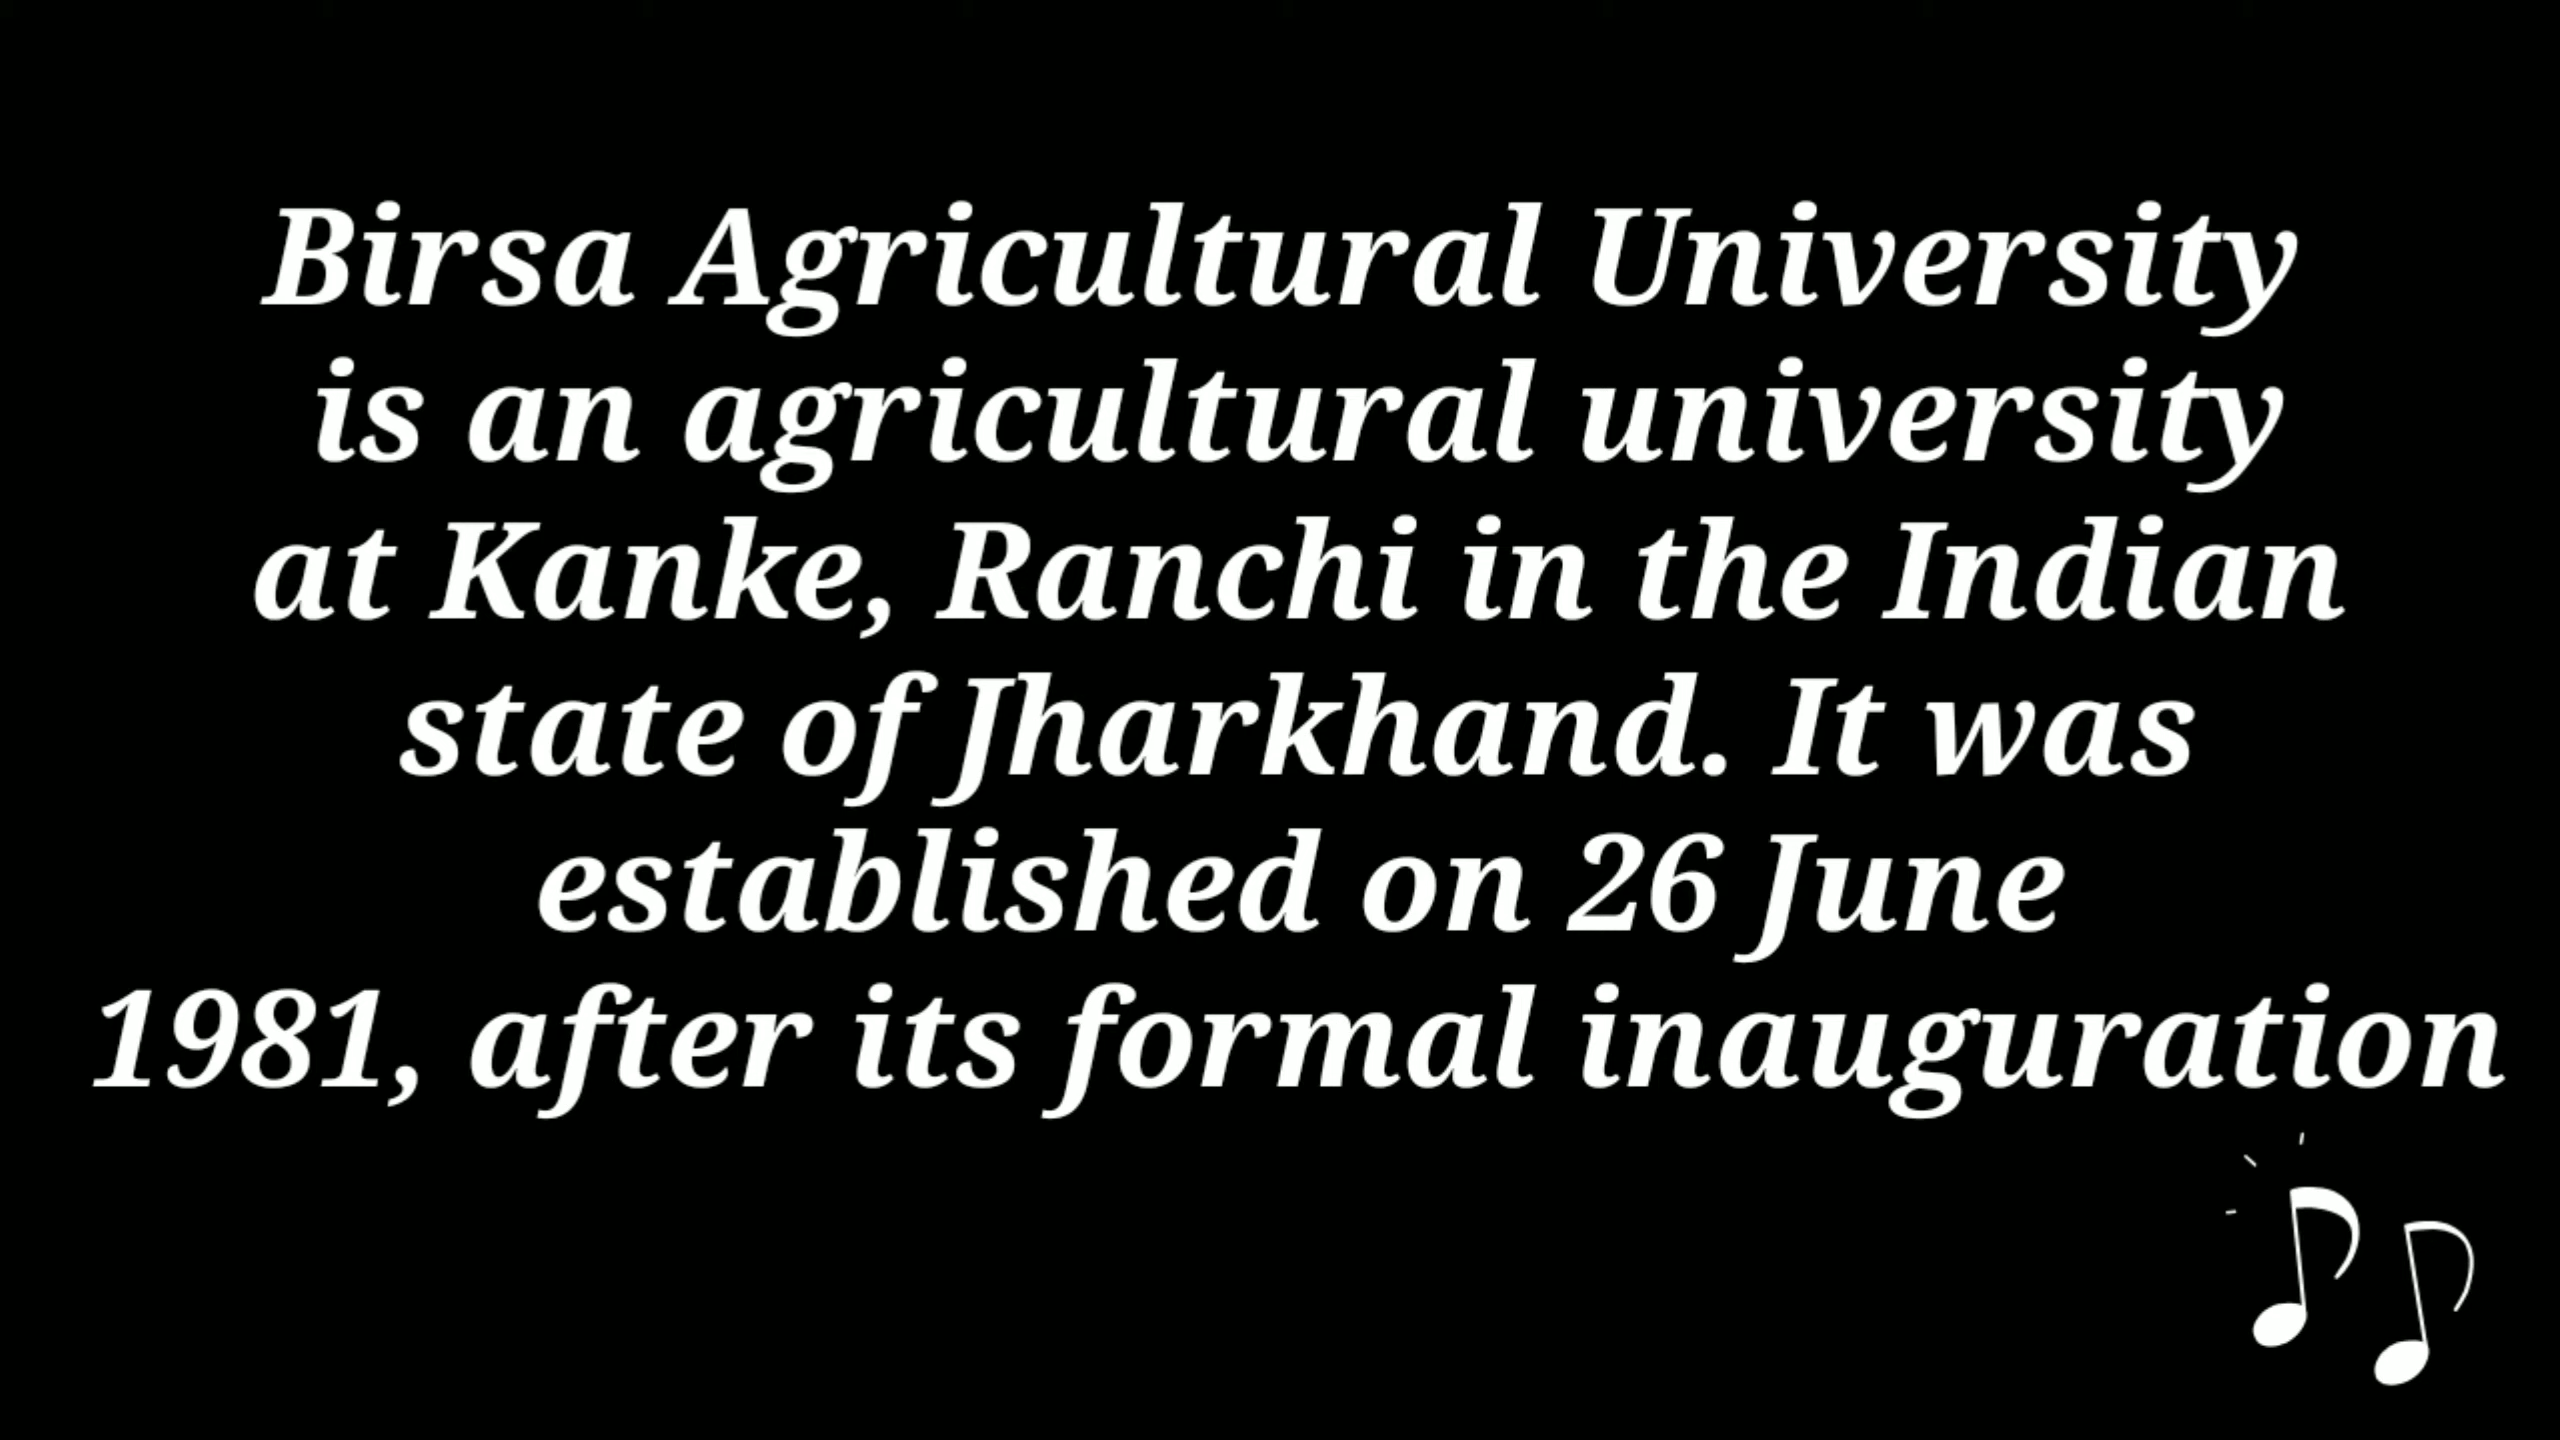 Birsa Agricultural University
is an agricultural university
at Kanke, Ranchi in the Indian
state of Jharkhand. It was
established on 26 June
1981, after its formal inauguration